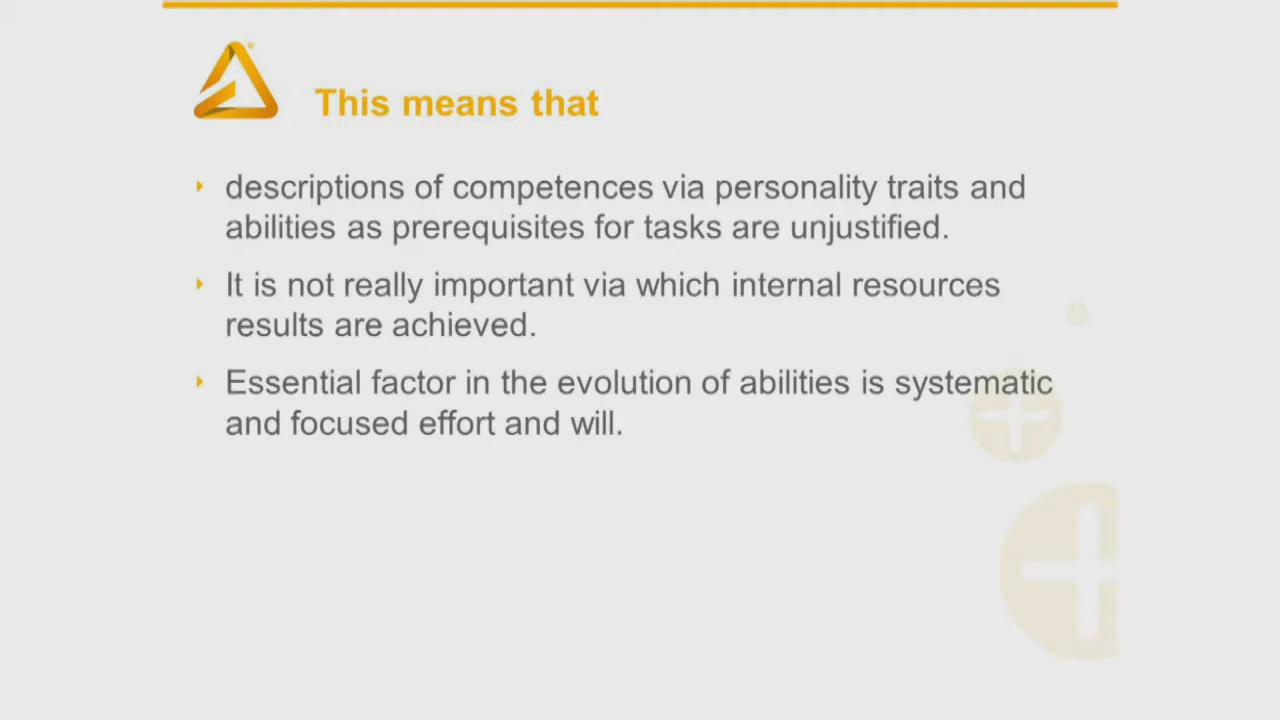 This means that
descriptions of competences via personality traits and
abilities as prerequisites for tasks are unjustified.
It is not really important via which internal resources
results are achieved.
Essential factor in the evolution of abilities is systematic
and focused effort and will.